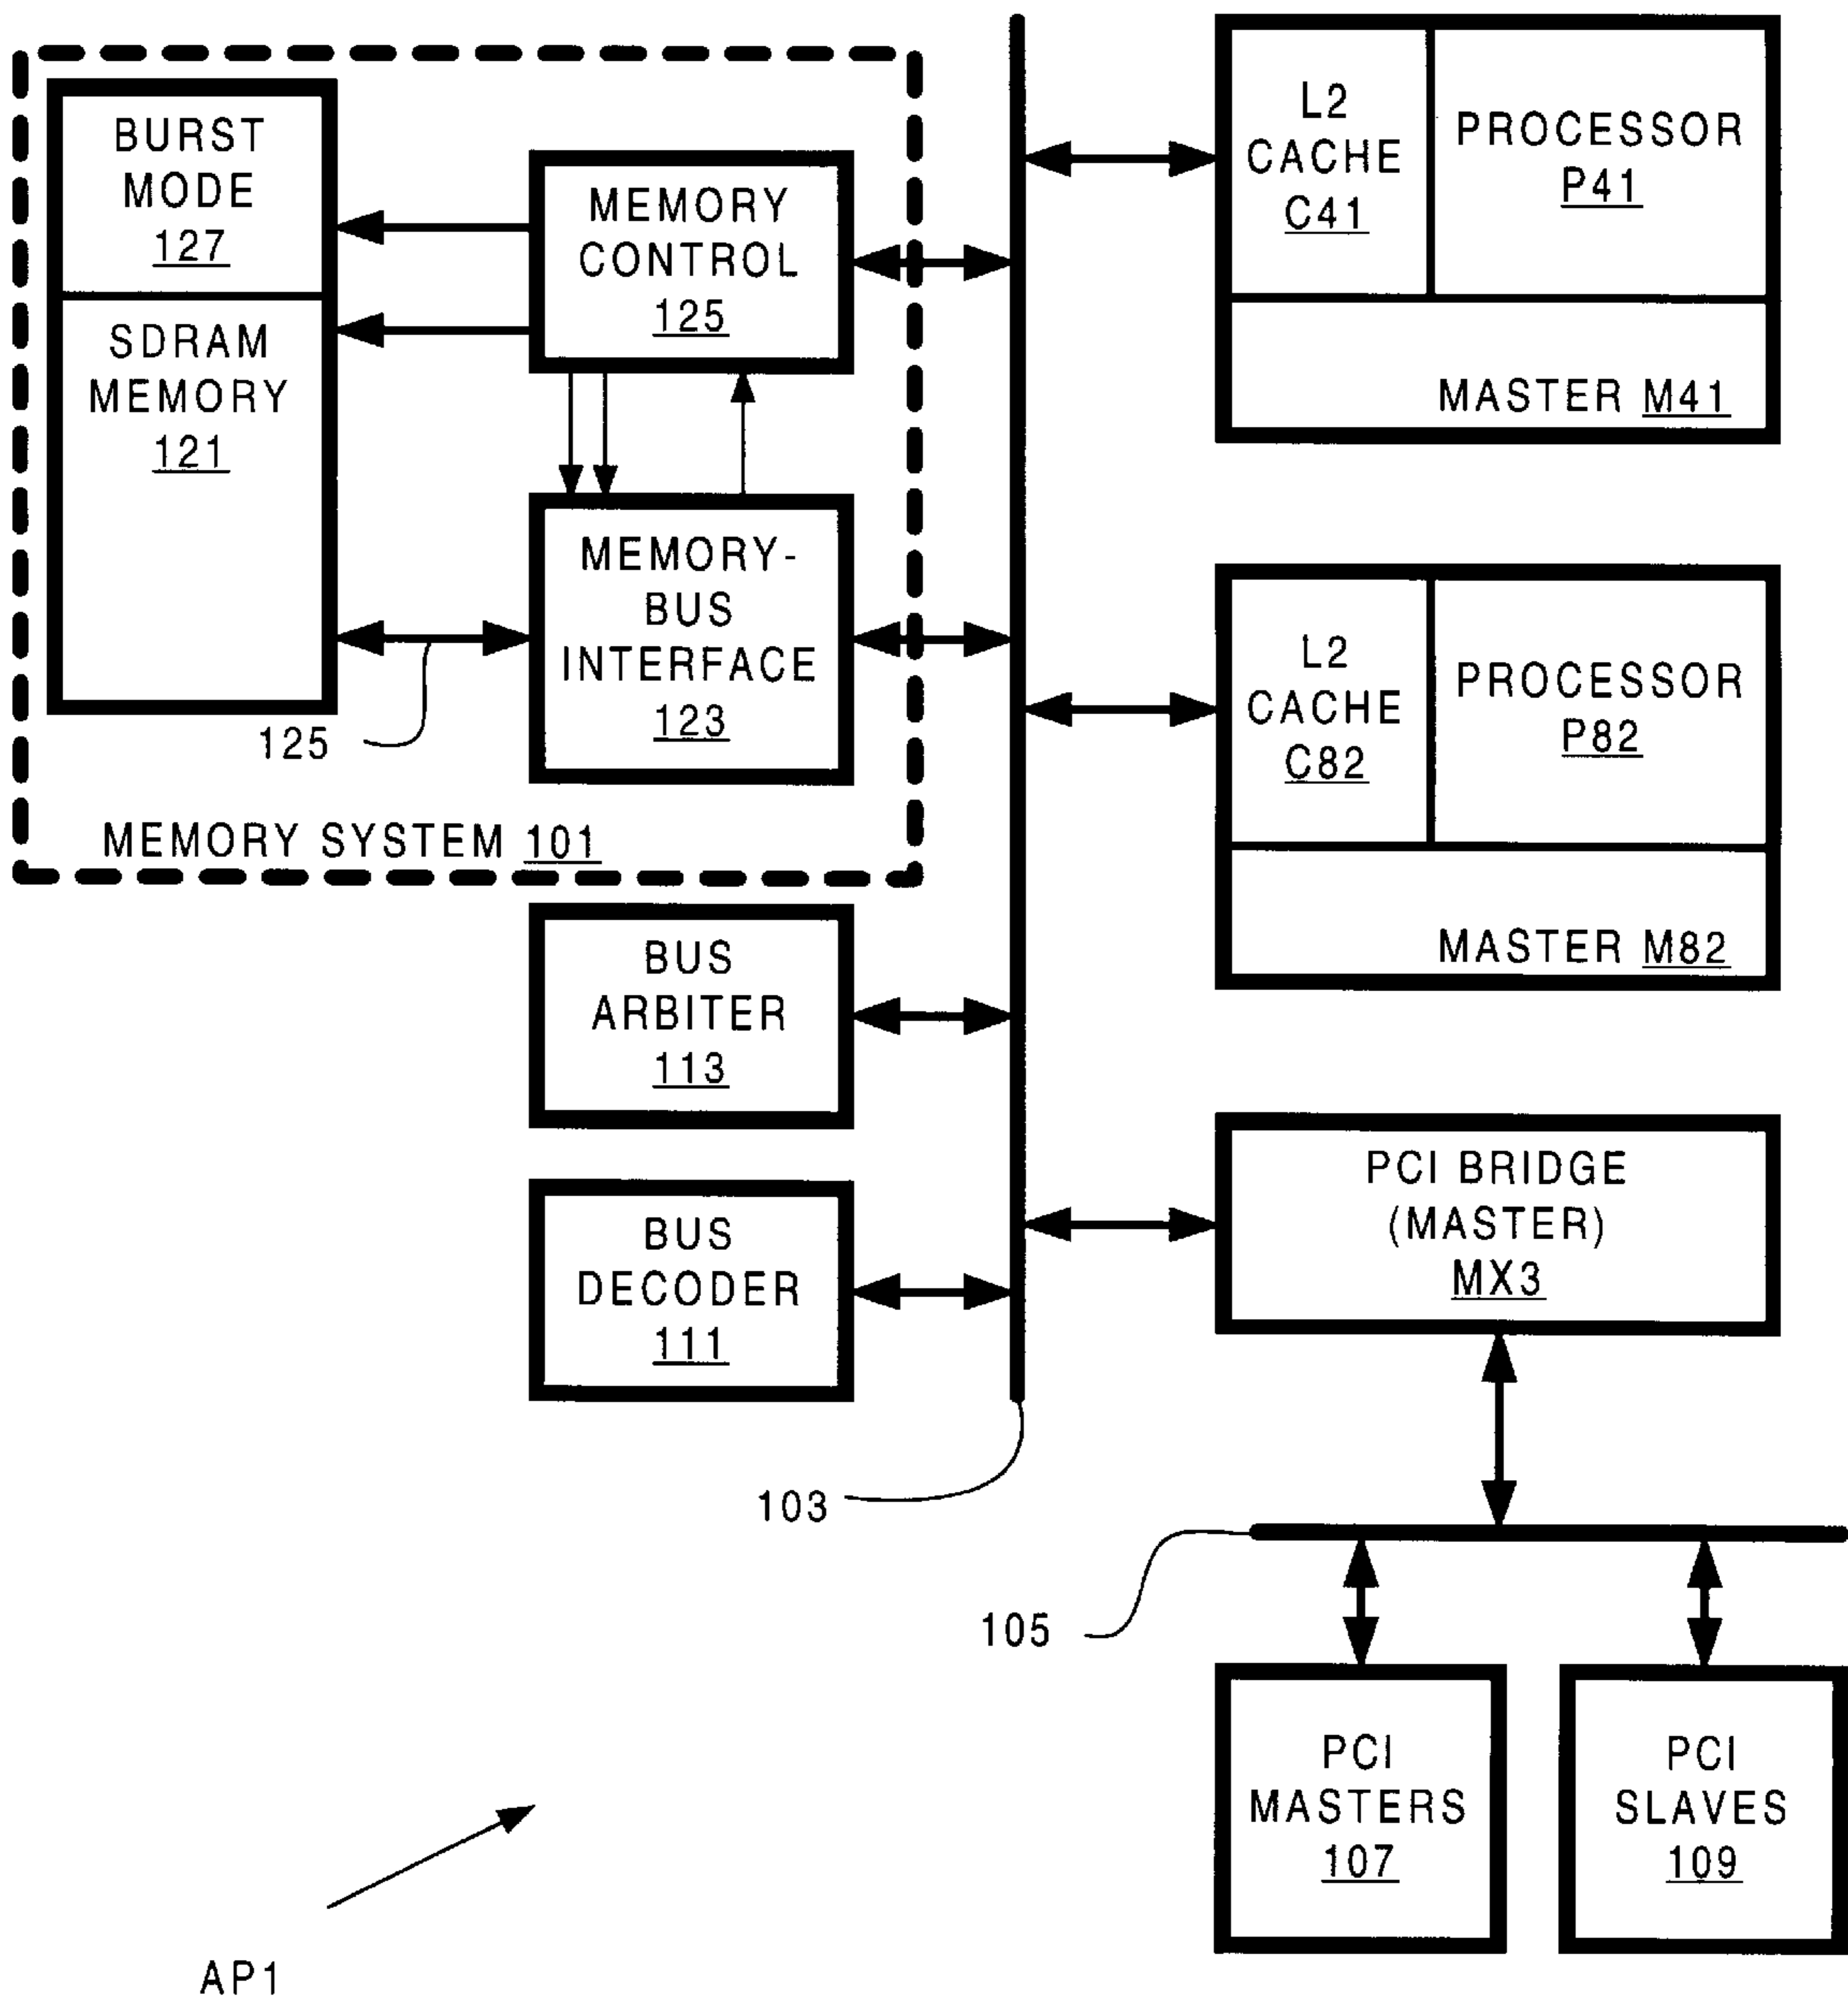 BURST
MODE
127
SDRAM
MEMORY
121
MEMORY
CONTROL
125
MEMORY-
BUS
INTERFACE
123
125
MEMORY SYSTEM 101
BUS
ARBITER
113
BUS
DECODER
111
103
L2
CACHE
C41
PROCESSOR
P41
MASTER M41
L2
CACHE
C82
PROCESSOR
P82
MASTER M82
PCI BRIDGE
(MASTER)
MX3
105
PCI
MASTERS
107
PCI
SLAVES
109
AP1